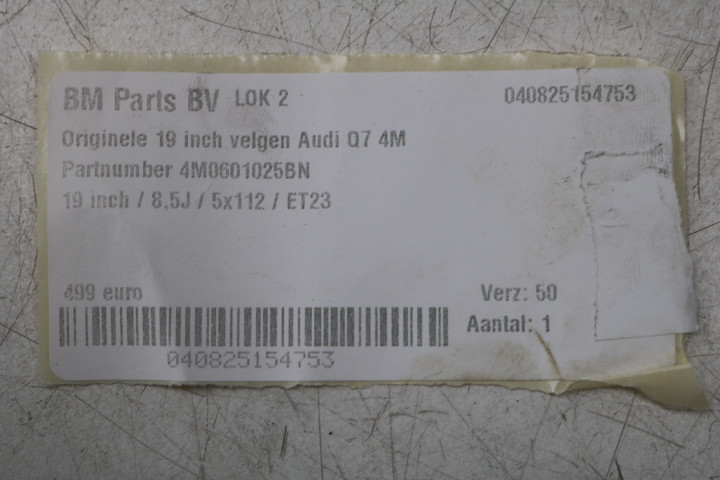 BM Parts BV LOK 2 040825154753
Originele 19 inch velgen Audi Q7 4M
Partnumber 4M0601025BN
19 inch / 8,5J / 5x112 / ET23
499 euro Verz: 50
Aantal: 1
040825154753